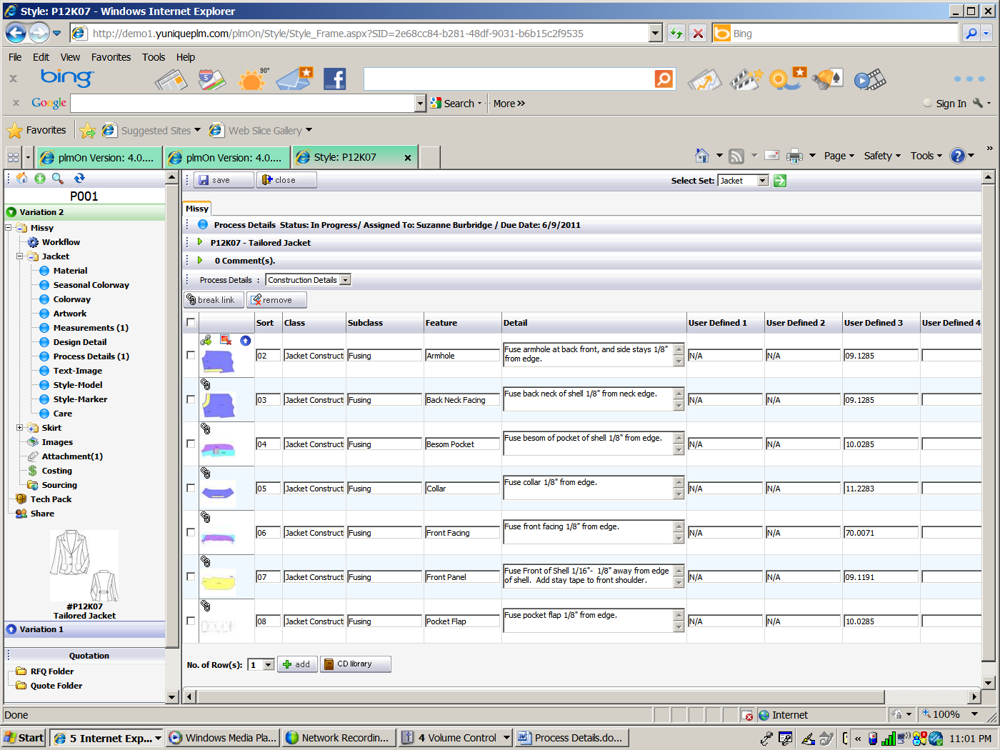 Style: P12K07 - Windows Internet Explorer
http://demo1.yuniqueplm.com/plmOn/Style/Style_Frame.aspx?SID=2e68cc84-b281-48df-9031-b6b15c2f9535
Bing
File Edit View Favorites Tools Help
x bing 5 90°
x Google Search More »
Sign In
Favorites Suggested Sites Web Slice Gallery
plmOn Version: 4.0.... plmOn Version: 4.0.... Style: P12K07 x
Page Safety Tools »
save close Select Set: Jacket
P001
Variation 2
Missy
Workflow
Jacket
Material
Seasonal Colorway
Colorway
Artwork
Measurements (1)
Design Detail
Process Details (1)
Text-Image
Style-Model
Style-Marker
Care
Skirt
Images
Attachment(1)
Costing
Sourcing
Tech Pack
Share
#P12K07
Tailored Jacket
Variation 1
Quotation
RFQ Folder
Quote Folder
Missy
Process Details Status: In Progress/ Assigned To: Suzanne Burbridge / Due Date: 6/9/2011
P12K07 - Tailored Jacket
0 Comment(s).
Process Details : Construction Details
break link remove
Sort Class Subclass Feature Detail User Defined 1 User Defined 2 User Defined 3 User Defined 4
02 Jacket Constructi Fusing Armhole Fuse armhole at back front, and side stays 1/8"
from edge. N/A N/A 09.1285
03 Jacket Constructi Fusing Back Neck Facing Fuse back neck of shell 1/8" from neck edge. N/A N/A 09.1285
04 Jacket Constructi Fusing Besom Pocket Fuse besom of pocket of shell 1/8" from edge. N/A N/A 10.0285
05 Jacket Constructi Fusing Collar Fuse collar 1/8" from edge. N/A N/A 11.2283
06 Jacket Constructi Fusing Front Facing Fuse front facing 1/8" from edge. N/A N/A 70.0071
07 Jacket Constructi Fusing Front Panel Fuse Front of Shell 1/16"- 1/8" away from edge
of shell. Add stay tape to front shoulder. N/A N/A 09.1191
08 Jacket Constructi Fusing Pocket Flap Fuse pocket flap 1/8" from edge. N/A N/A 10.0285
No. of Row(s): 1 add CD library
Done Internet 100%
Start 5 Internet Exp... Windows Media Pla... Network Recordin... 4 Volume Control Process Details.do... « 11:01 PM